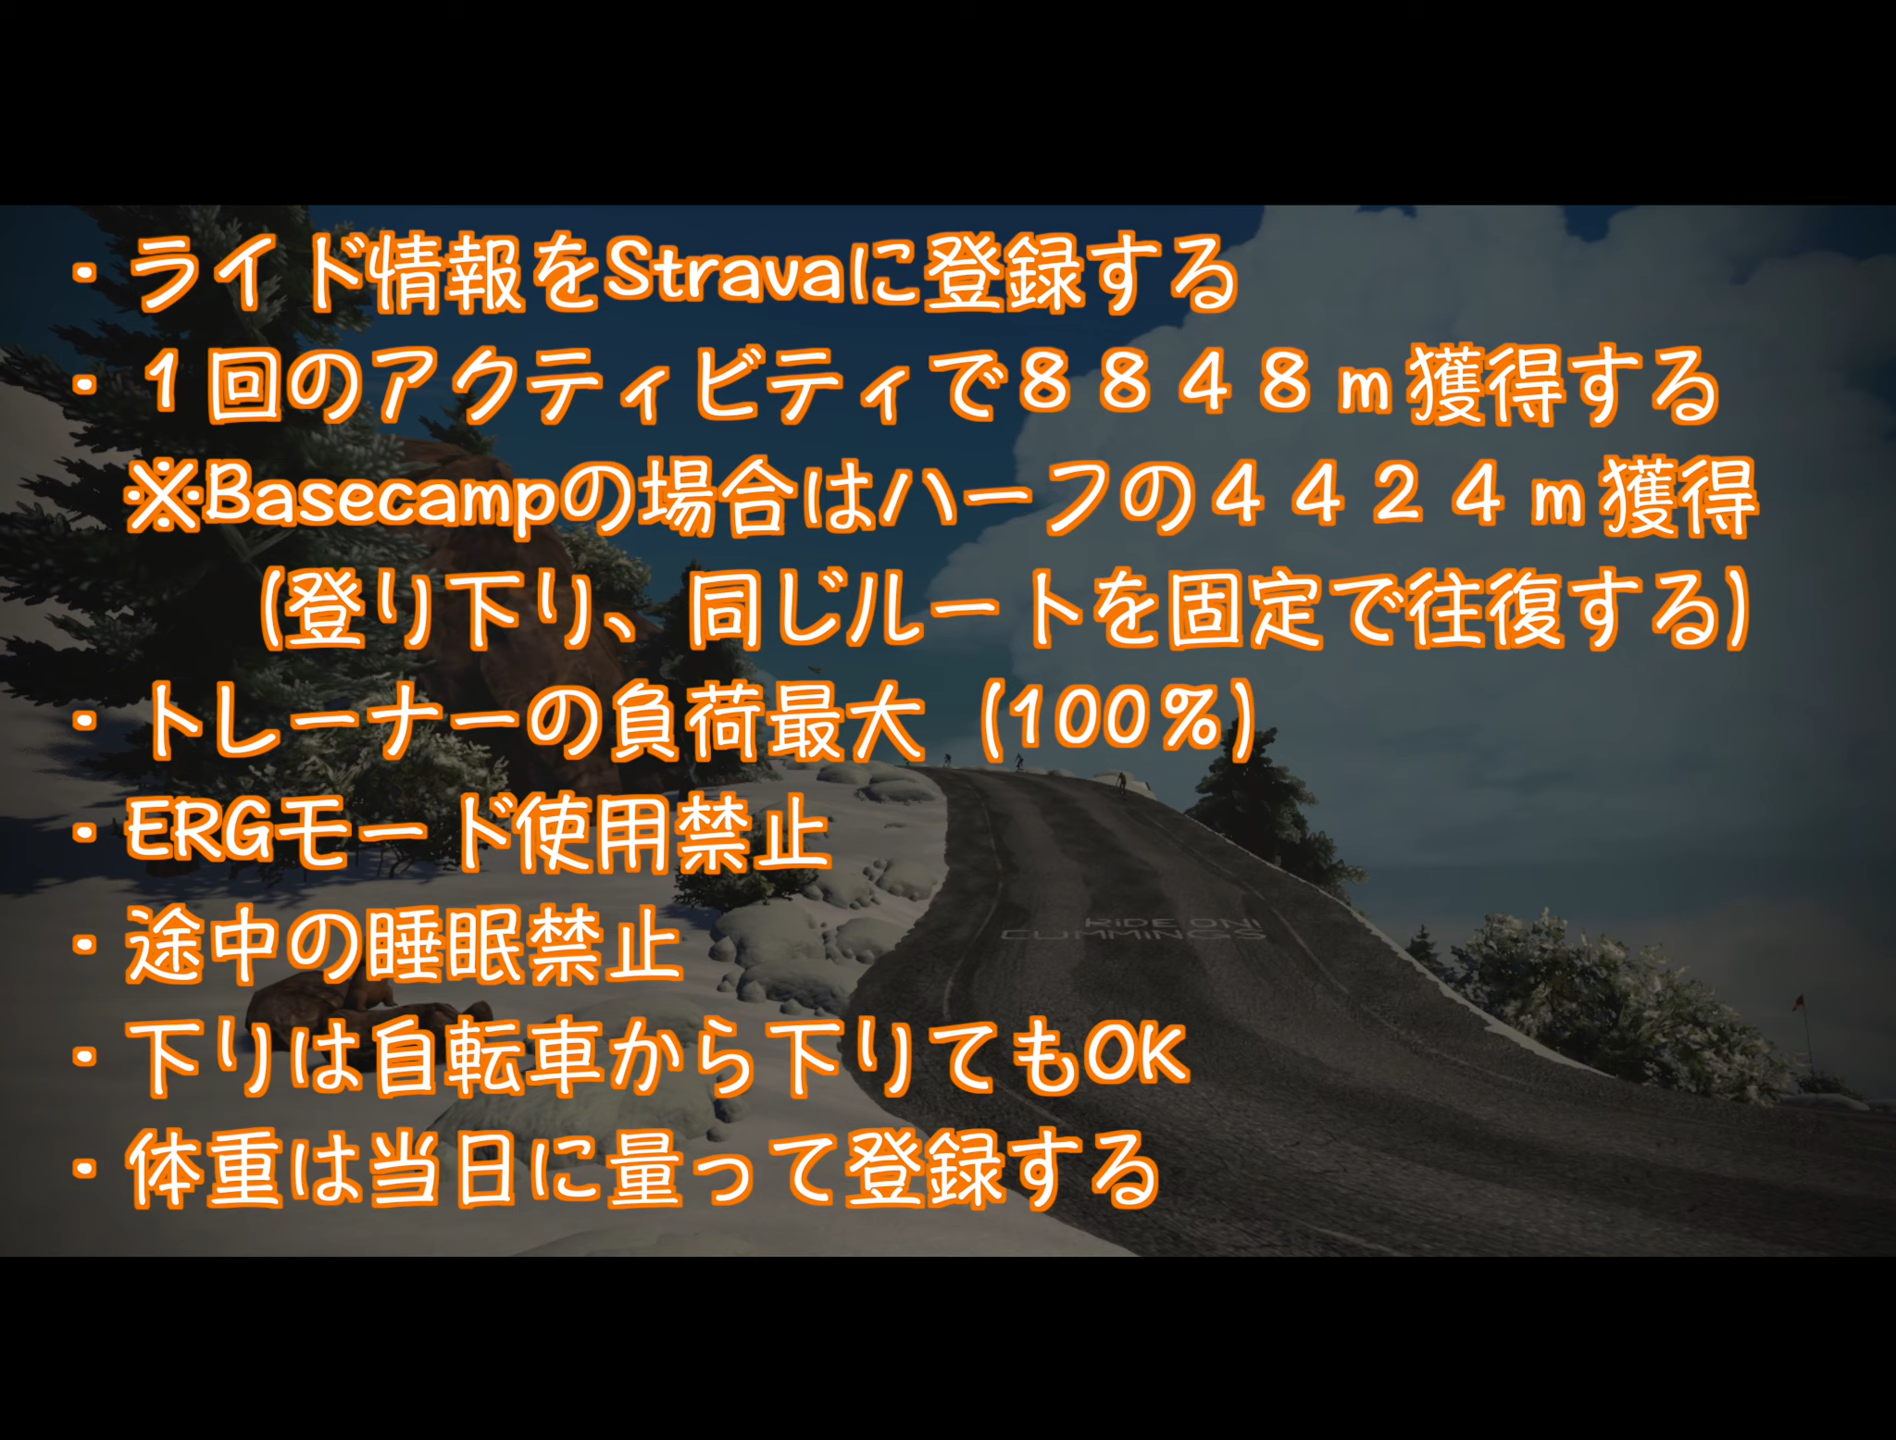 ・ライド情報をStravaに登録する
・１回のアクティビティで８８４８ｍ獲得する
※Basecampの場合はハーフの４４２４ｍ獲得
(登り下り、同じルートを固定で往復する)
・トレーナーの負荷最大（100％）
・ERGモード使用禁止
・途中の睡眠禁止
・下りは自転車から下りてもOK
・体重は当日に量って登録する
RIDE ON!
CUMMINGS